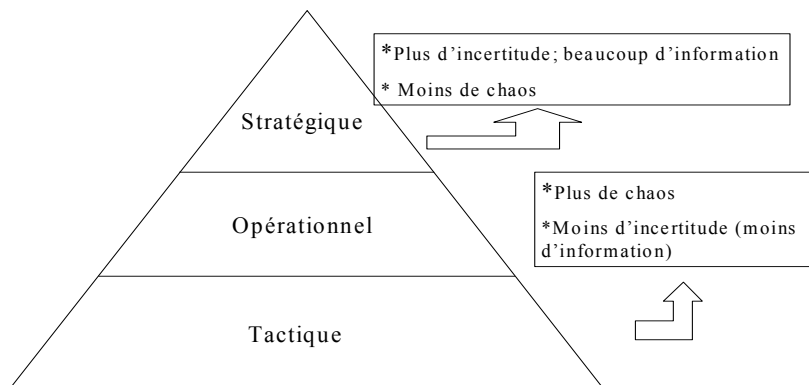 *Plus d'incertitude; beaucoup d'information
* Moins de chaos
Stratégique
*Plus de chaos
*Moins d'incertitude (moins
d'information)
Opérationnel
Tactique